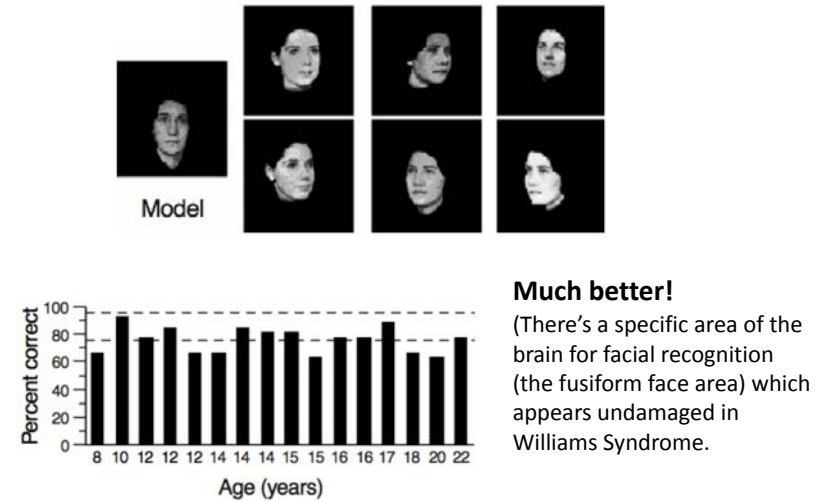 Model
Much better!
(There's a specific area of the
brain for facial recognition
(the fusiform face area) which
appears undamaged in
Williams Syndrome.
Percent correct
100
80
60
40
20
0
8 10 12 12 12 14 14 14 15 15 16 16 17 18 20 22
Age (years)